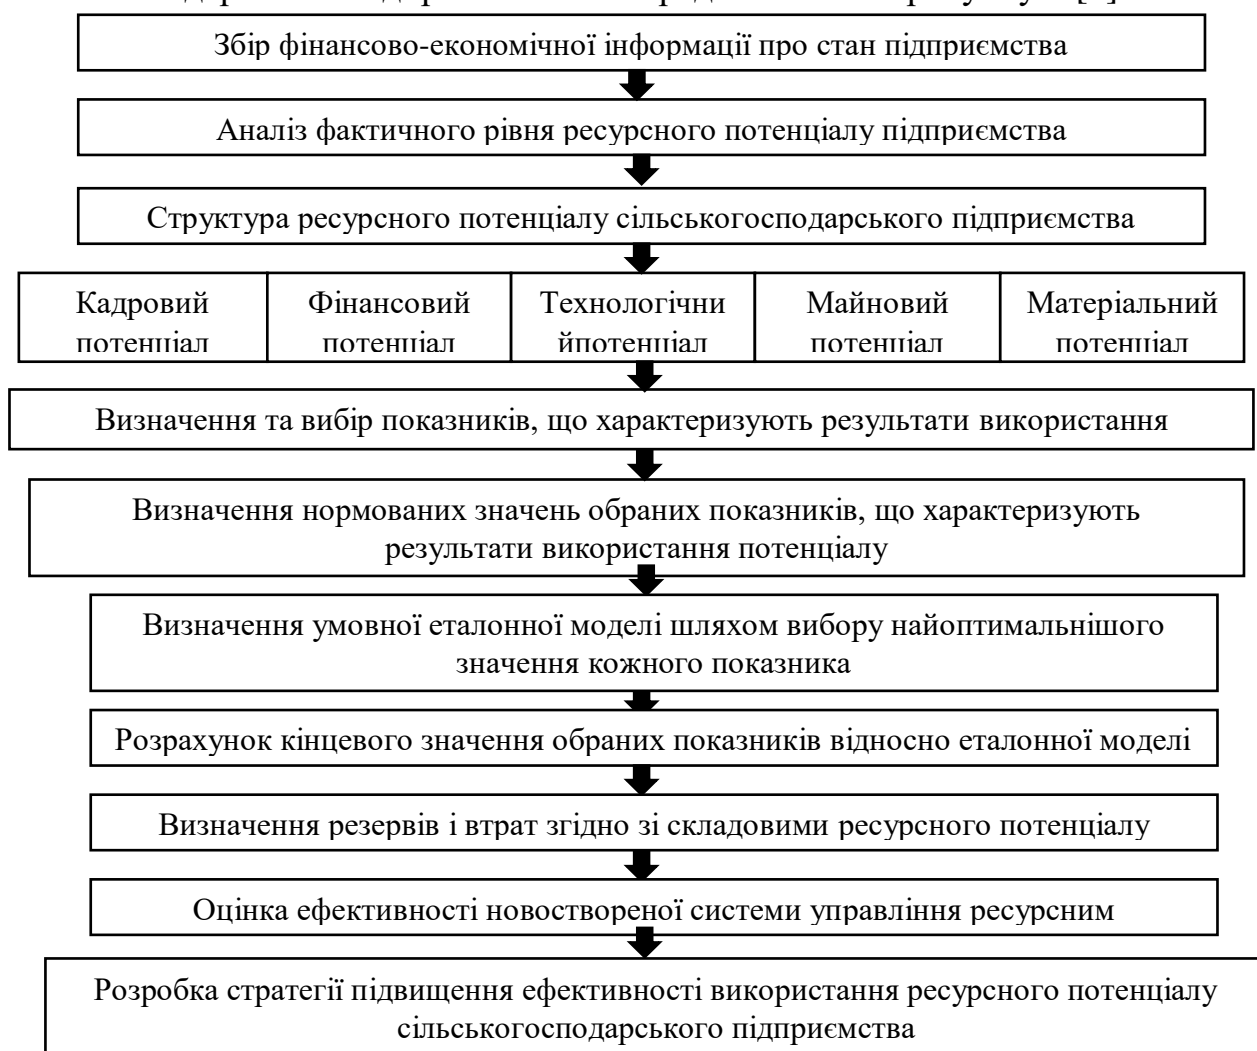 Збір фінансово-економічної інформації про стан підприємства
Аналіз фактичного рівня ресурсного потенціалу підприємства
Структура ресурсного потенціалу сільськогосподарського підприємства
Кадровий
потенціал
Фінансовий
потенціал
Технологічни
йпотенціал
Майновий
потенціал
Матеріальний
потенціал
Визначення та вибір показників, що характеризують результати використання
Визначення нормованих значень обраних показників, що характеризують
результати використання потенціалу
Визначення умовної еталонної моделі шляхом вибору найоптимальнішого
значення кожного показника
Розрахунок кінцевого значення обраних показників відносно еталонної моделі
Визначення резервів і втрат згідно зі складовими ресурсного потенціалу
Оцінка ефективності новоствореної системи управління ресурсним
Розробка стратегії підвищення ефективності використання ресурсного потенціалу
сільськогосподарського підприємства